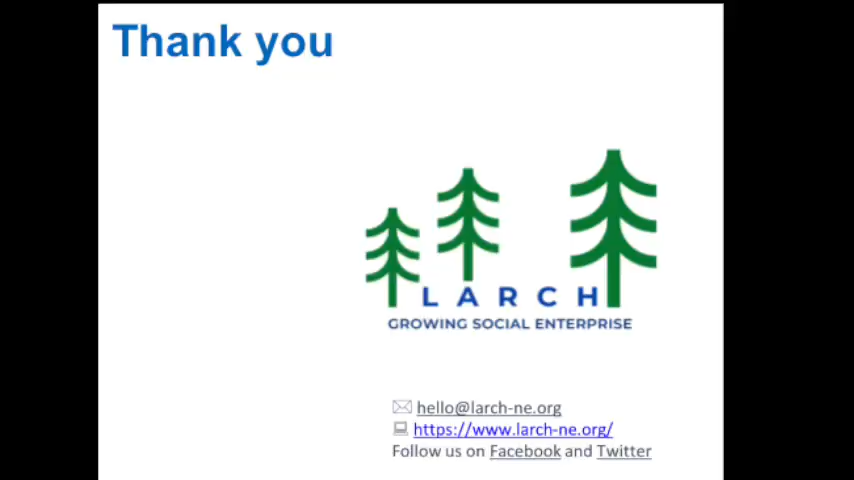 Thank you
LARCH
GROWING SOCIAL ENTERPRISE
hello@larch-ne.org
https://www.larch-ne.org/
Follow us on Facebook and Twitter